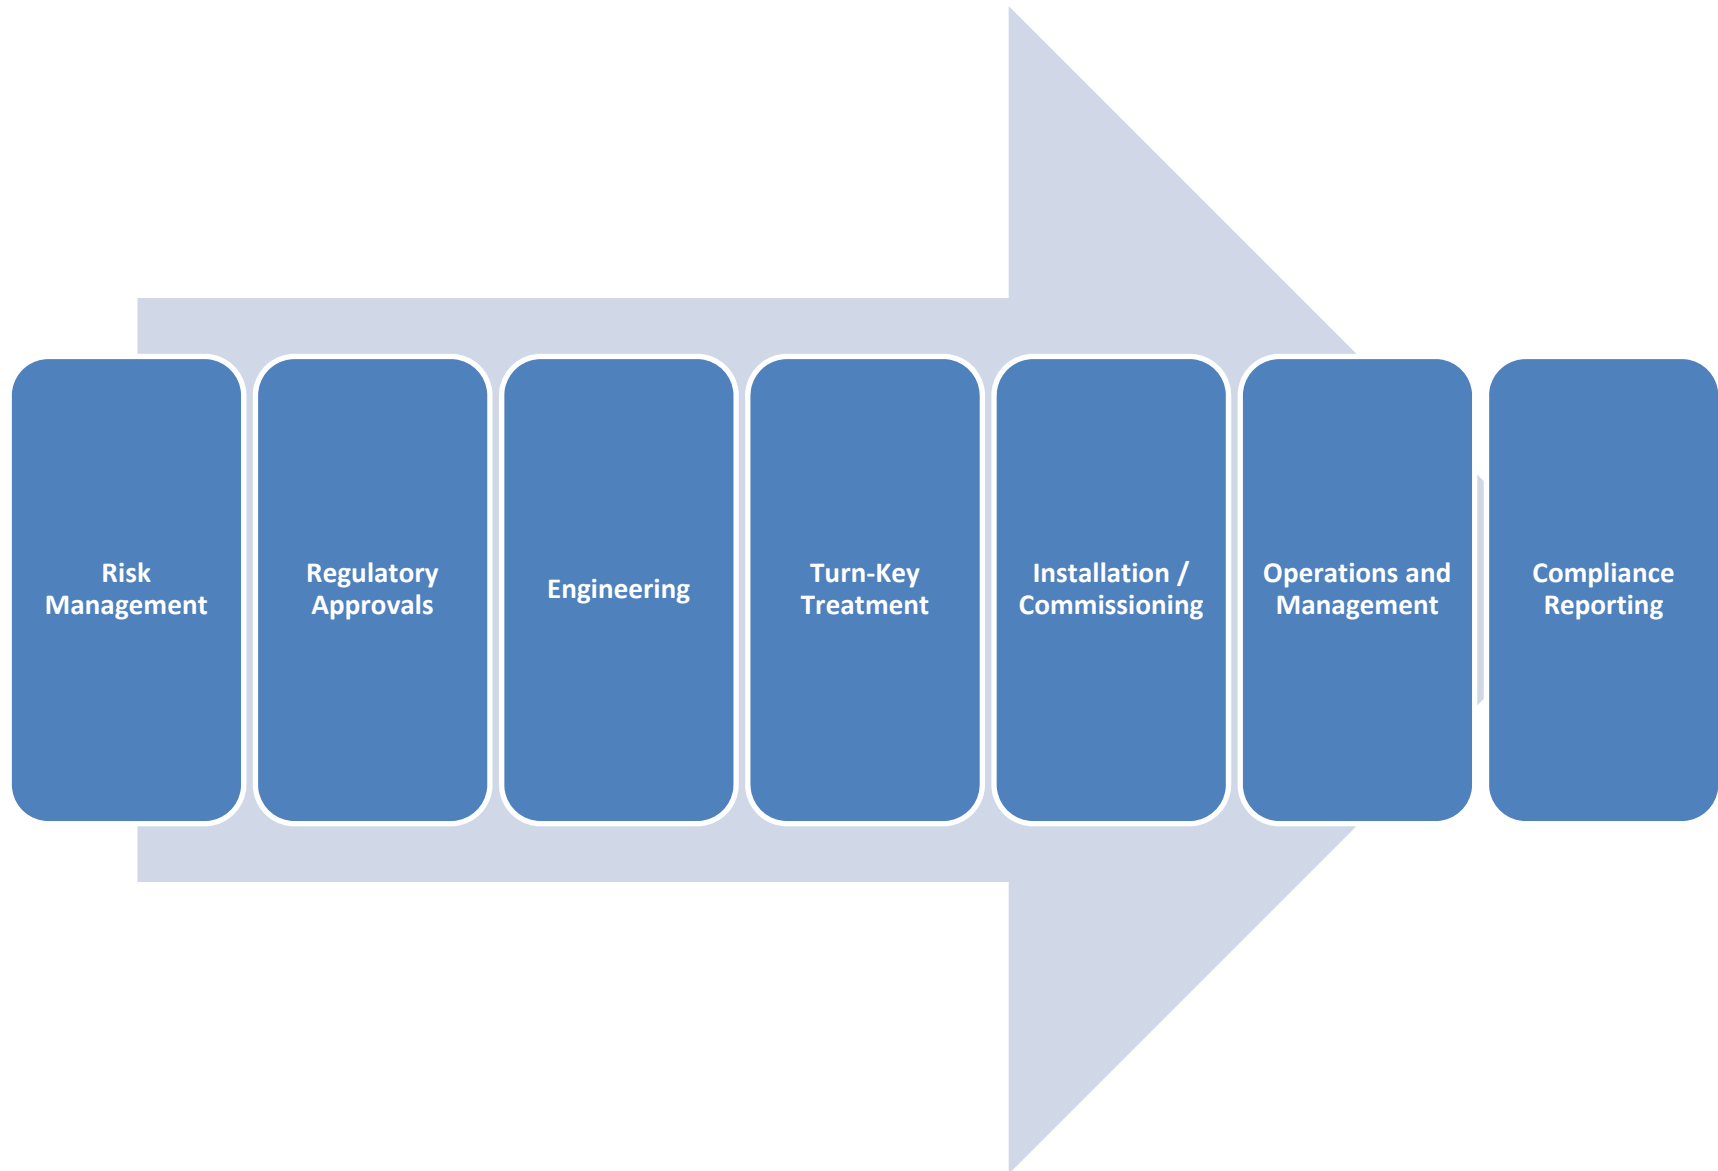 Risk
Management
Regulatory
Approvals
Engineering
Turn-Key
Treatment
Installation /
Commissioning
Operations and
Management
Compliance
Reporting